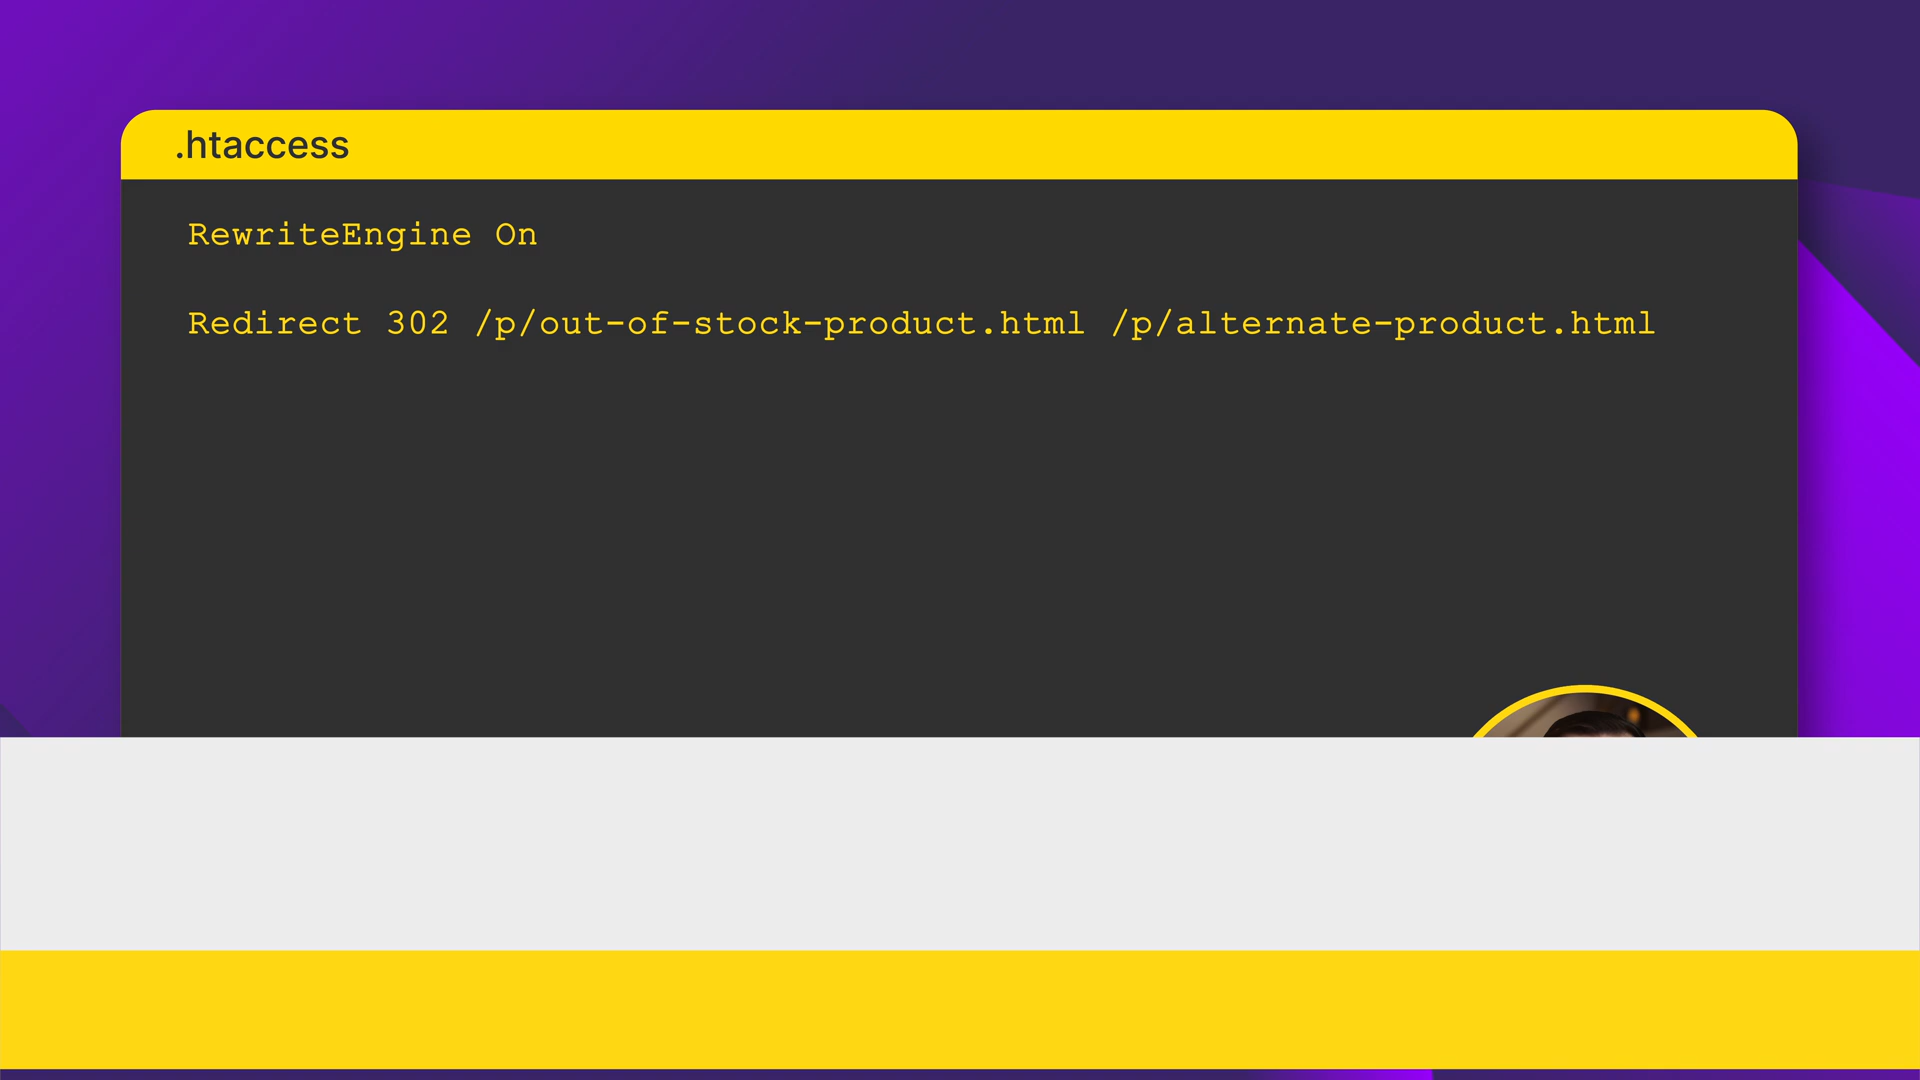 .htaccess
RewriteEngine On
Redirect 302 /p/out-of-stock-product.html /p/alternate-product.html